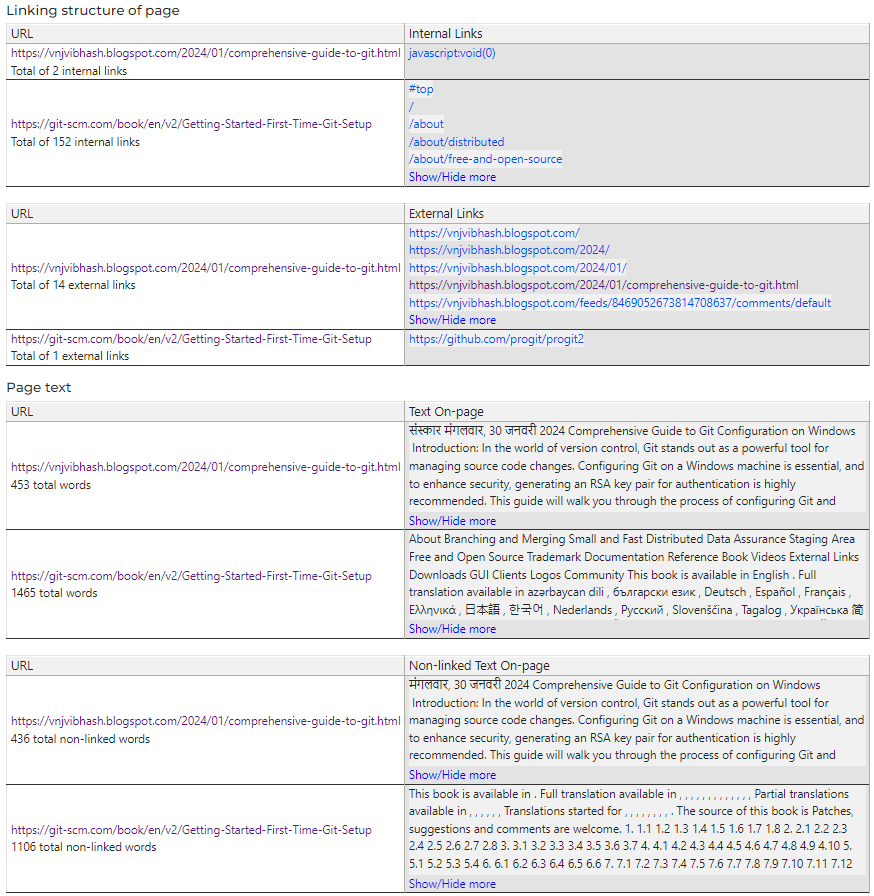 Linking structure of page
URL
Internal Links
https://vnjvibhash.blogspot.com/2024/01/comprehensive-guide-to-git.html
Total of 2 internal links
javascript:void(0)
https://git-scm.com/book/en/v2/Getting-Started-First-Time-Git-Setup
Total of 152 internal links
#top
/
/about
/about/distributed
/about/free-and-open-source
Show/Hide more
URL
External Links
https://vnjvibhash.blogspot.com/2024/01/comprehensive-guide-to-git.html
Total of 14 external links
https://vnjvibhash.blogspot.com/
https://vnjvibhash.blogspot.com/2024/
https://vnjvibhash.blogspot.com/2024/01/
https://vnjvibhash.blogspot.com/2024/01/comprehensive-guide-to-git.html
https://vnjvibhash.blogspot.com/feeds/8469052673814708637/comments/default
Show/Hide more
https://git-scm.com/book/en/v2/Getting-Started-First-Time-Git-Setup
Total of 1 external links
https://github.com/progit/progit2
Page text
URL
Text On-page
https://vnjvibhash.blogspot.com/2024/01/comprehensive-guide-to-git.html
453 total words
संस्कार मंगलवार, 30 जनवरी 2024 Comprehensive Guide to Git Configuration on Windows
Introduction: In the world of version control, Git stands out as a powerful tool for
managing source code changes. Configuring Git on a Windows machine is essential, and
to enhance security, generating an RSA key pair for authentication is highly
recommended. This guide will walk you through the process of configuring Git and
Show/Hide more
https://git-scm.com/book/en/v2/Getting-Started-First-Time-Git-Setup
1465 total words
About Branching and Merging Small and Fast Distributed Data Assurance Staging Area
Free and Open Source Trademark Documentation Reference Book Videos External Links
Downloads GUI Clients Logos Community This book is available in English . Full
translation available in azərbaycan dili , български език , Deutsch , Español , Français ,
Ελληνικά , 日本語 , 한국어 , Nederlands , Русский , Slovenščina , Tagalog , Українська 简
Show/Hide more
URL
Non-linked Text On-page
https://vnjvibhash.blogspot.com/2024/01/comprehensive-guide-to-git.html
436 total non-linked words
मंगलवार, 30 जनवरी 2024 Comprehensive Guide to Git Configuration on Windows
Introduction: In the world of version control, Git stands out as a powerful tool for
managing source code changes. Configuring Git on a Windows machine is essential, and
to enhance security, generating an RSA key pair for authentication is highly
recommended. This guide will walk you through the process of configuring Git and
Show/Hide more
https://git-scm.com/book/en/v2/Getting-Started-First-Time-Git-Setup
1106 total non-linked words
This book is available in . Full translation available in , , , , , , , , , , , , , Partial translations
available in , , , , , , Translations started for , , , , , , , , . The source of this book is Patches,
suggestions and comments are welcome. 1. 1.1 1.2 1.3 1.4 1.5 1.6 1.7 1.8 2. 2.1 2.2 2.3
2.4 2.5 2.6 2.7 2.8 3. 3.1 3.2 3.3 3.4 3.5 3.6 3.7 4. 4.1 4.2 4.3 4.4 4.5 4.6 4.7 4.8 4.9 4.10 5.
5.1 5.2 5.3 5.4 6. 6.1 6.2 6.3 6.4 6.5 6.6 7. 7.1 7.2 7.3 7.4 7.5 7.6 7.7 7.8 7.9 7.10 7.11 7.12
Show/Hide more